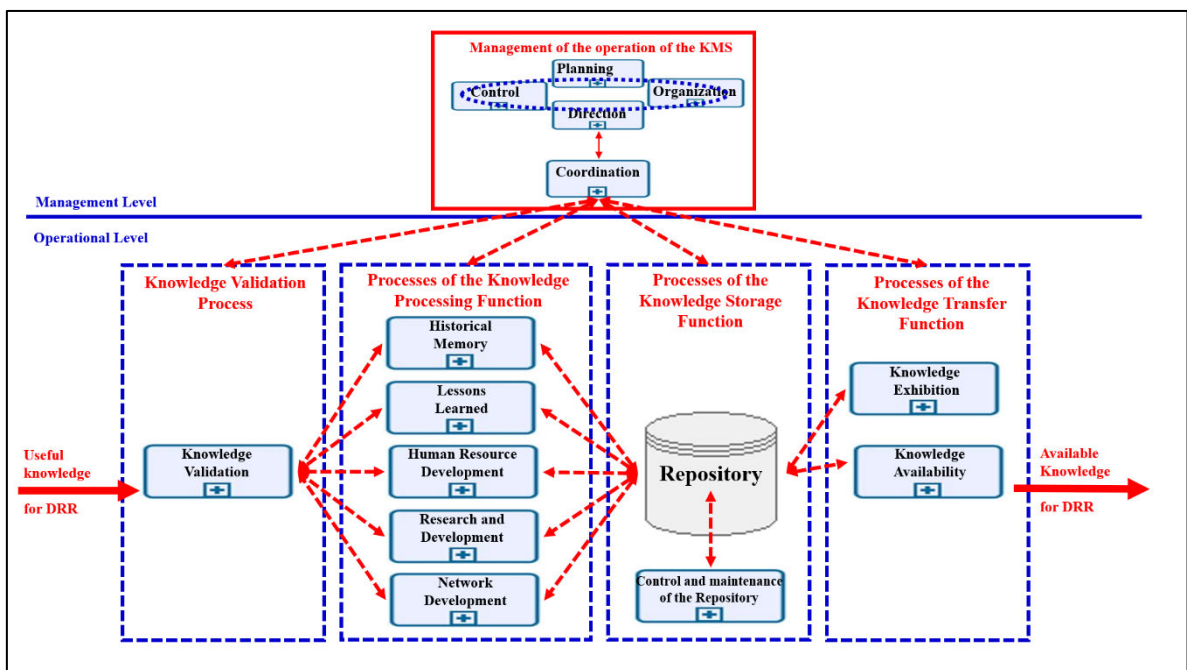 Management of the operation of the KMS
Planning
Control
Organization
Direction
Coordination
Management Level
Operational Level
Knowledge Validation
Process
Processes of the Knowledge
Processing Function
Processes of the
Knowledge Storage
Function
Processes of the
Knowledge Transfer
Function
Historical
Memory
Lessons
Learned
Human Resource
Development
Research and
Development
Network
Development
Knowledge
Validation
Useful
knowledge
for DRR
Repository
Control and maintenance
of the Repository
Knowledge
Exhibition
Knowledge
Availability
Available
Knowledge
for DRR